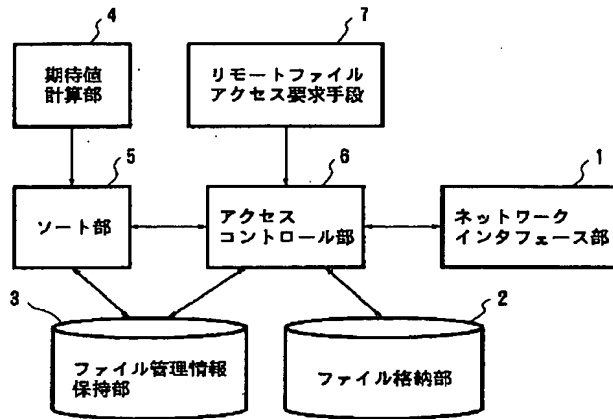 4
7
期待値
計算部
リモートファイル
アクセス要求手段
5
6
1
ソート部
アクセス
コントロール部
ネットワーク
インタフェース部
3
2
ファイル管理情報
保持部
ファイル格納部